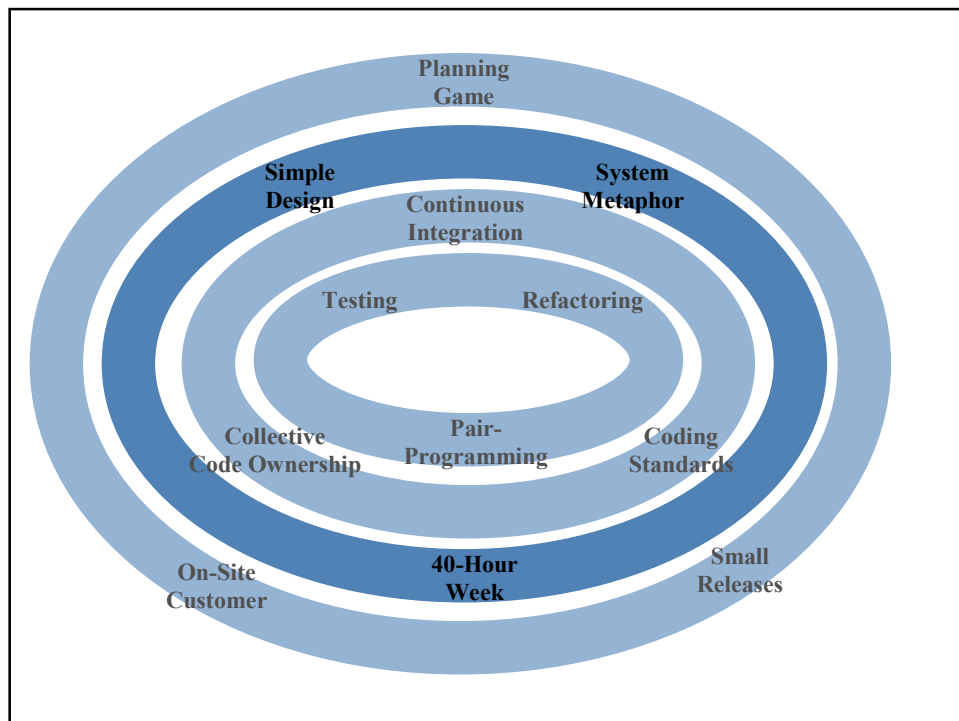 Planning
Game
Simple
Design
System
Metaphor
Continuous
Integration
Testing
Refactoring
Collective
Code Ownership
Pair-
Programming
Coding
Standards
On-Site
Customer
40-Hour
Week
Small
Releases